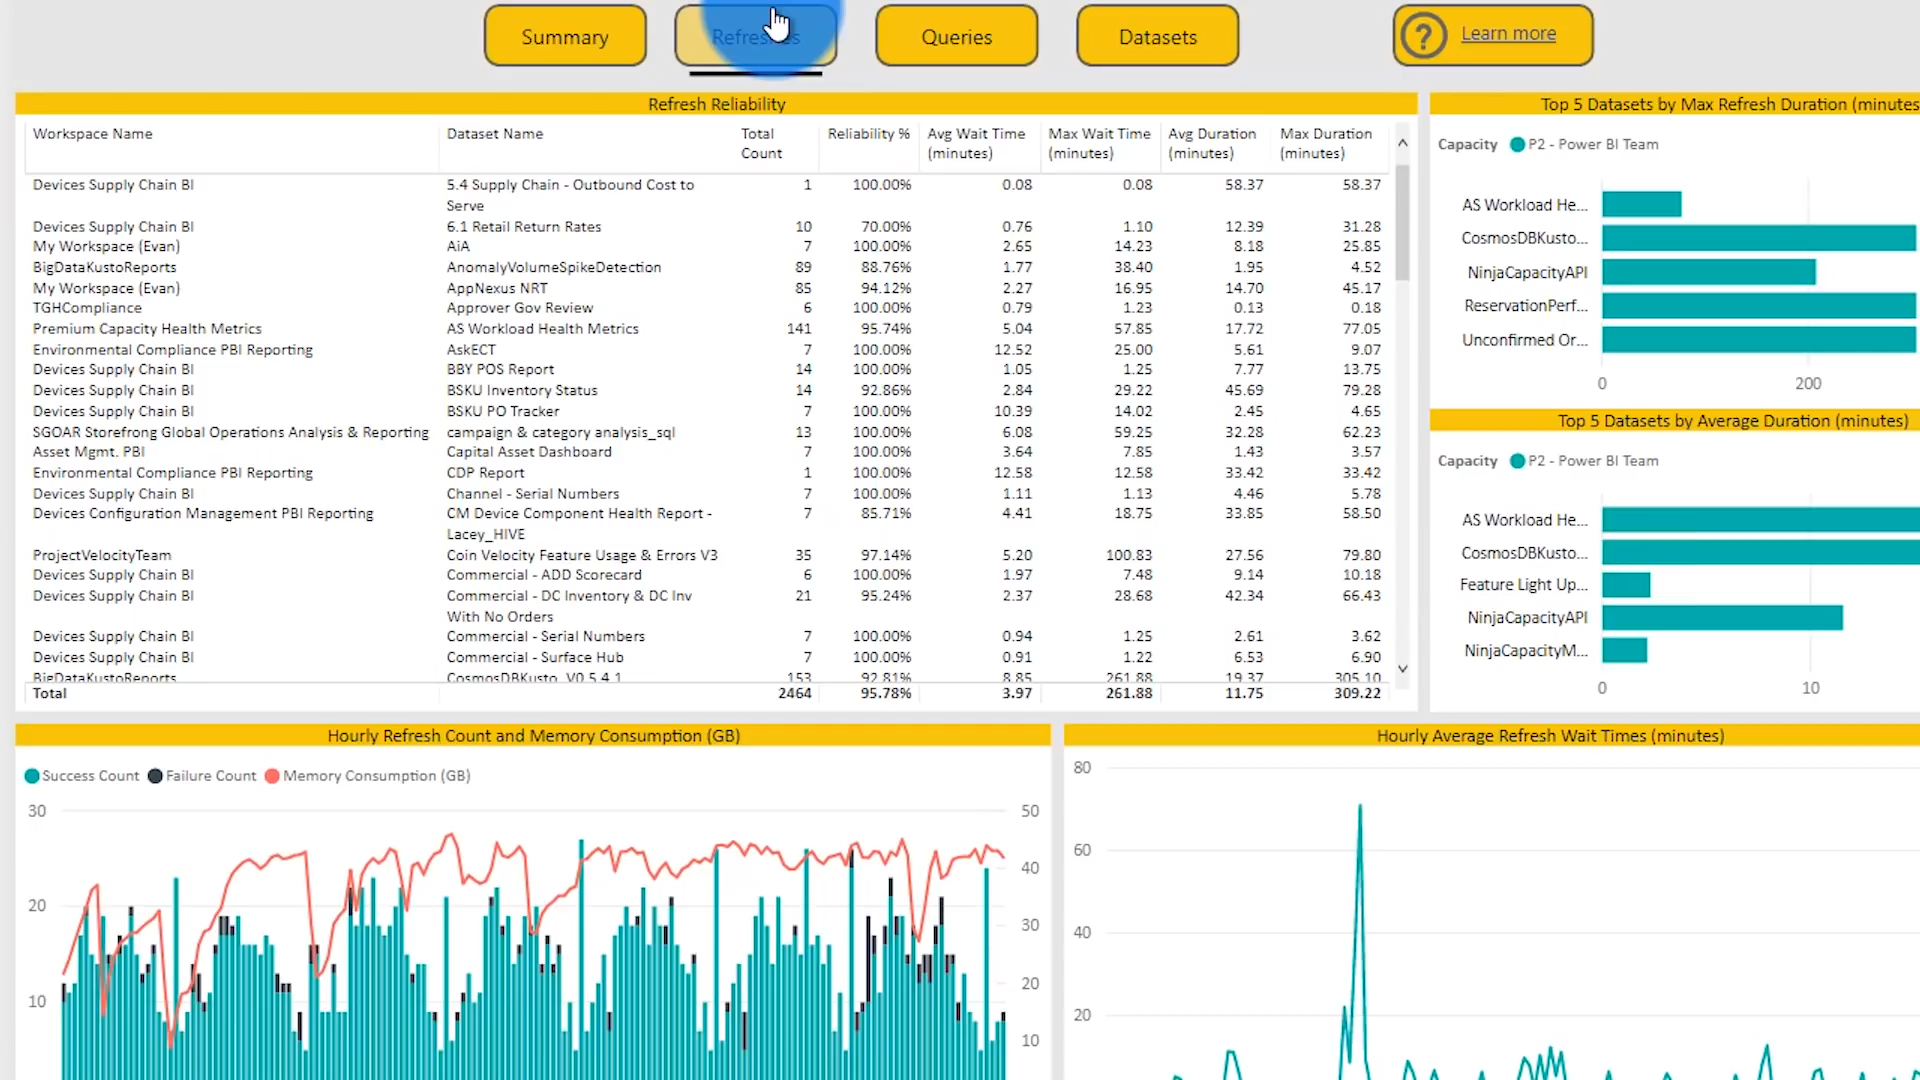 Summary
Refreshes
Queries
Datasets
? Learn more
Refresh Reliability
Workspace Name Dataset Name Total Count Reliability % Avg Wait Time (minutes) Max Wait Time (minutes) Avg Duration (minutes) Max Duration (minutes)
Devices Supply Chain BI 5.4 Supply Chain - Outbound Cost to Serve 1 100.00% 0.08 0.08 58.37 58.37
Devices Supply Chain BI 6.1 Retail Return Rates 10 70.00% 0.76 1.10 12.39 31.28
My Workspace (Evan) AiA 7 100.00% 2.65 14.23 8.18 25.85
BigDataKustoReports AnomalyVolumeSpikeDetection 89 88.76% 1.77 38.40 1.95 4.52
My Workspace (Evan) AppNexus NRT 85 94.12% 2.27 16.95 14.70 45.17
TGHCompliance Approver Gov Review 6 100.00% 0.79 1.23 0.13 0.18
Premium Capacity Health Metrics AS Workload Health Metrics 141 95.74% 5.04 57.85 17.72 77.05
Environmental Compliance PBI Reporting AskECT 7 100.00% 12.52 25.00 5.61 9.07
Devices Supply Chain BI BBY POS Report 14 100.00% 1.05 1.25 7.77 13.75
Devices Supply Chain BI BSKU Inventory Status 14 92.86% 2.84 29.22 45.69 79.28
Devices Supply Chain BI BSKU PO Tracker 7 100.00% 10.39 14.02 2.45 4.65
SGOAR Storefrong Global Operations Analysis & Reporting campaign & category analysis_sql 13 100.00% 6.08 59.25 32.28 62.23
Asset Mgmt. PBI Capital Asset Dashboard 7 100.00% 3.64 7.85 1.43 3.57
Environmental Compliance PBI Reporting CDP Report 1 100.00% 12.58 12.58 33.42 33.42
Devices Supply Chain BI Channel - Serial Numbers 7 100.00% 1.11 1.13 4.46 5.78
Devices Configuration Management PBI Reporting CM Device Component Health Report - Lacey_HIVE 7 85.71% 4.41 18.75 33.85 58.50
ProjectVelocityTeam Coin Velocity Feature Usage & Errors V3 35 97.14% 5.20 100.83 27.56 79.80
Devices Supply Chain BI Commercial - ADD Scorecard 6 100.00% 1.97 7.48 9.14 10.18
Devices Supply Chain BI Commercial - DC Inventory & DC Inv With No Orders 21 95.24% 2.37 28.68 42.34 66.43
Devices Supply Chain BI Commercial - Serial Numbers 7 100.00% 0.94 1.25 2.61 3.62
Devices Supply Chain BI Commercial - Surface Hub 7 100.00% 0.91 1.22 6.53 6.90
BigDataKustoReports CosmosDBKusto_V0.5.4.1 153 92.81% 8.85 261.88 19.37 305.10
Total 2464 95.78% 3.97 261.88 11.75 309.22
Top 5 Datasets by Max Refresh Duration (minutes
Capacity P2 - Power BI Team
AS Workload He...
CosmosDBKusto...
NinjaCapacityAPI
ReservationPerf...
Unconfirmed Or...
0 200
Top 5 Datasets by Average Duration (minutes)
Capacity P2 - Power BI Team
AS Workload He...
CosmosDBKusto...
Feature Light Up...
NinjaCapacityAPI
NinjaCapacityM...
0 10
Hourly Refresh Count and Memory Consumption (GB)
Success Count Failure Count Memory Consumption (GB)
30 50
40
20
30
20
10
10
Hourly Average Refresh Wait Times (minutes)
80
60
40
20